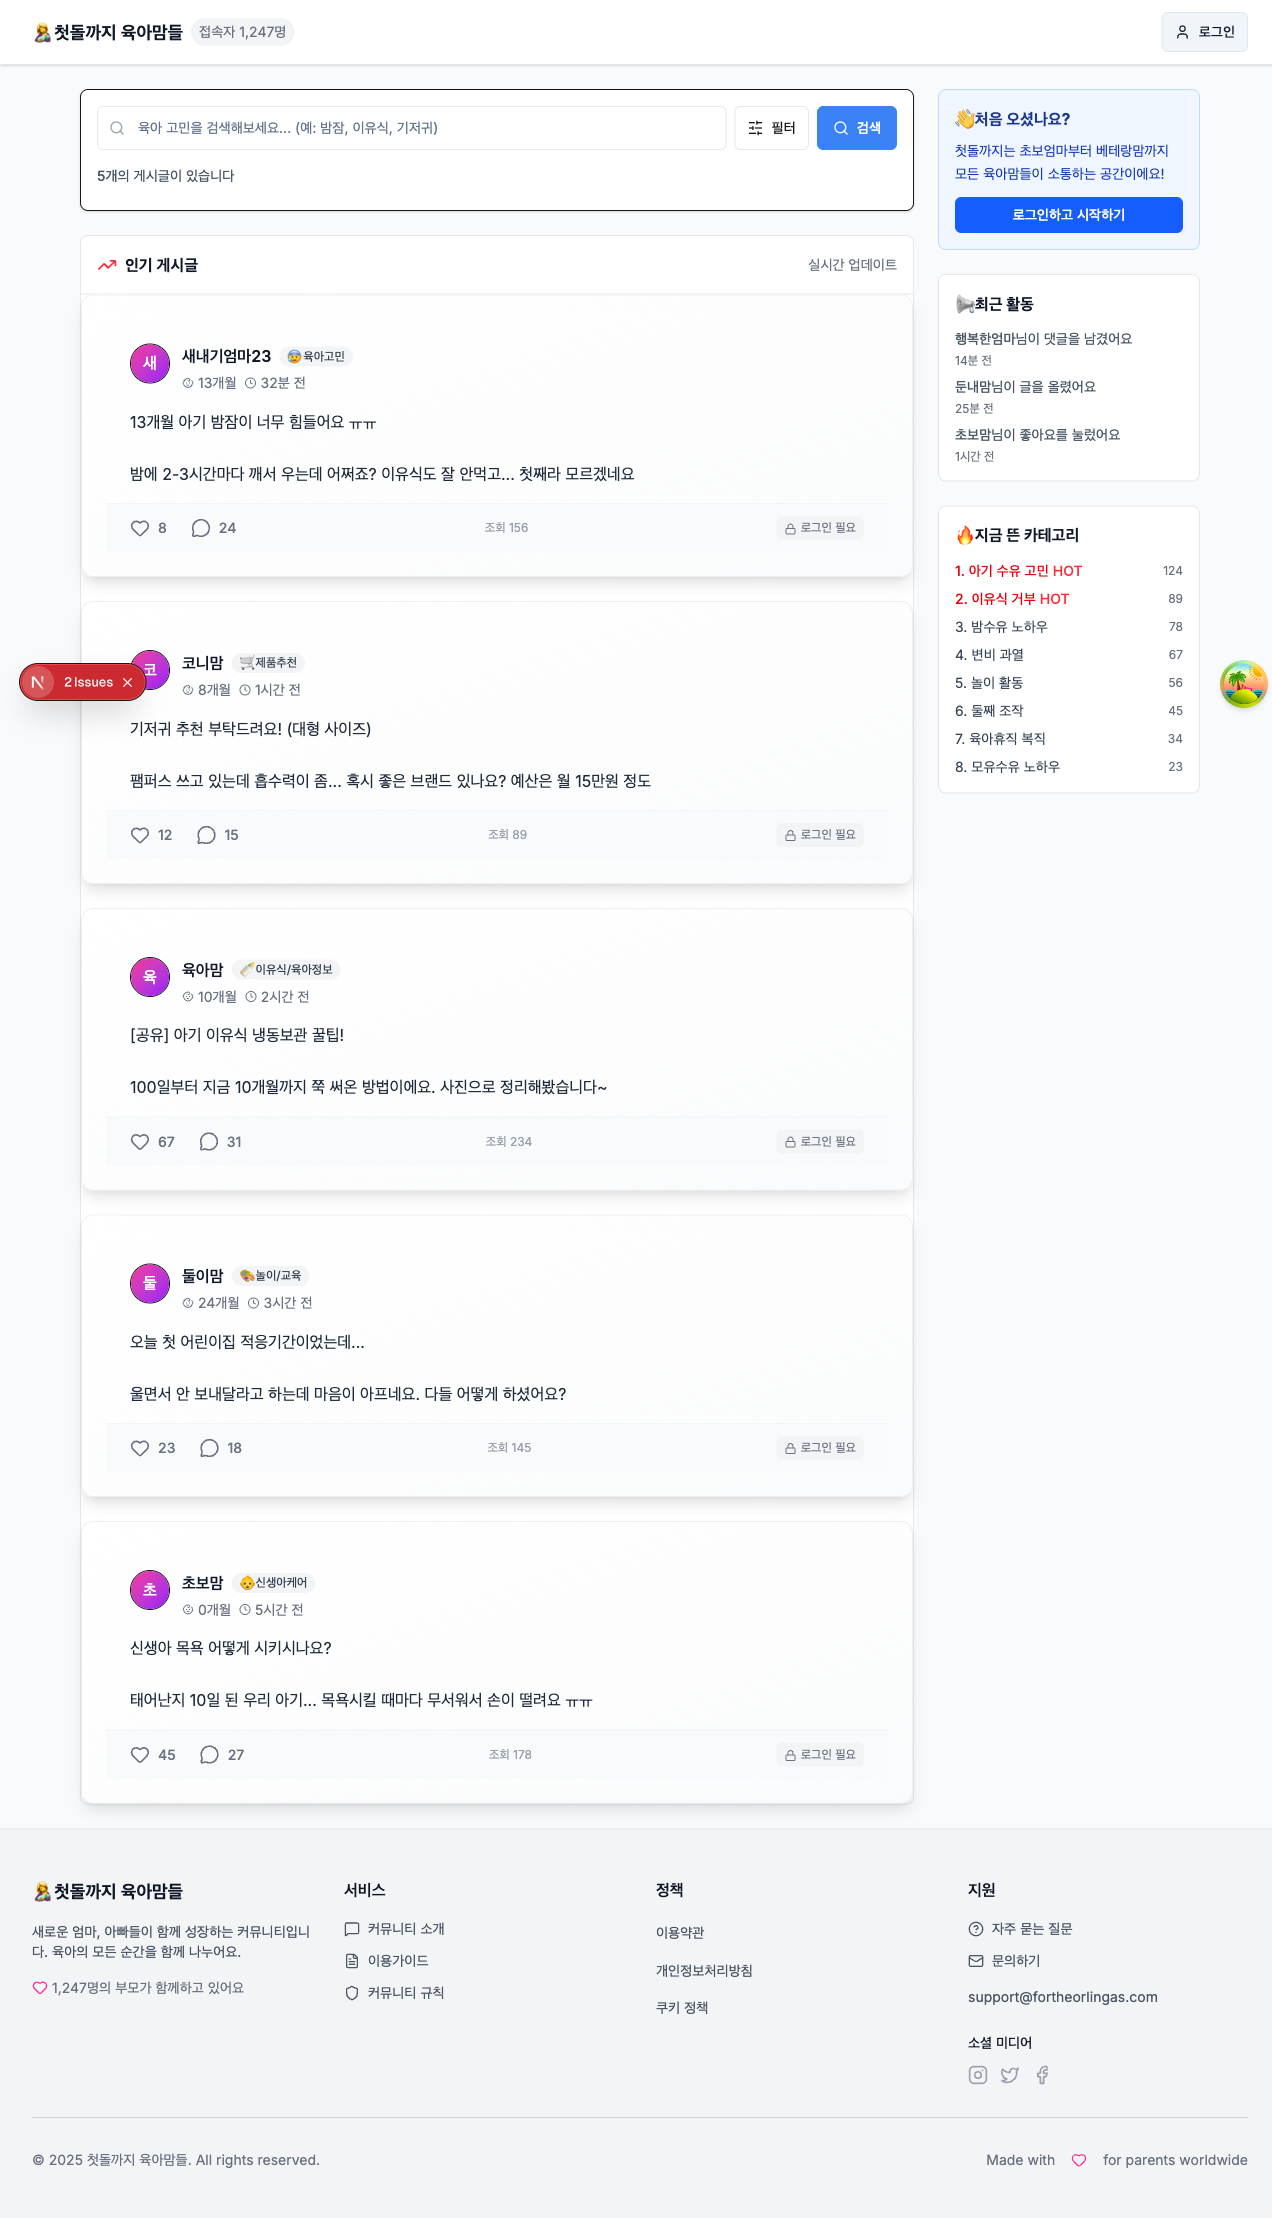 첫돌까지 육아맘들 접속자 1,247명
로그인
육아 고민을 검색해보세요... (예: 밤잠, 이유식, 기저귀)
필터
검색
5개의 게시글이 있습니다
인기 게시글
실시간 업데이트
새
새내기엄마23 육아고민
13개월 32분 전
13개월 아기 밤잠이 너무 힘들어요 ㅠㅠ
밤에 2-3시간마다 깨서 우는데 어쩌죠? 이유식도 잘 안먹고... 첫째라 모르겠네요
8 24 조회 156 로그인 필요
코
코니맘 제품추천
8개월 1시간 전
기저귀 추천 부탁드려요! (대형 사이즈)
팸퍼스 쓰고 있는데 흡수력이 좀... 혹시 좋은 브랜드 있나요? 예산은 월 15만원 정도
12 15 조회 89 로그인 필요
육
육아맘 이유식/육아정보
10개월 2시간 전
[공유] 아기 이유식 냉동보관 꿀팁!
100일부터 지금 10개월까지 쭉 써온 방법이에요. 사진으로 정리해봤습니다~
67 31 조회 234 로그인 필요
둘
둘이맘 놀이/교육
24개월 3시간 전
오늘 첫 어린이집 적응기간이었는데...
울면서 안 보내달라고 하는데 마음이 아프네요. 다들 어떻게 하셨어요?
23 18 조회 145 로그인 필요
초
초보맘 신생아케어
0개월 5시간 전
신생아 목욕 어떻게 시키시나요?
태어난지 10일 된 우리 아기... 목욕시킬 때마다 무서워서 손이 떨려요 ㅠㅠ
45 27 조회 178 로그인 필요
N 2 Issues
처음 오셨나요?
첫돌까지는 초보엄마부터 베테랑맘까지
모든 육아맘들이 소통하는 공간이에요!
로그인하고 시작하기
최근 활동
행복한엄마님이 댓글을 남겼어요
14분 전
둔내맘님이 글을 올렸어요
25분 전
초보맘님이 좋아요를 눌렀어요
1시간 전
지금 뜬 카테고리
1. 아기 수유 고민 HOT 124
2. 이유식 거부 HOT 89
3. 밤수유 노하우 78
4. 변비 과열 67
5. 놀이 활동 56
6. 둘째 조작 45
7. 육아휴직 복직 34
8. 모유수유 노하우 23
첫돌까지 육아맘들
새로운 엄마, 아빠들이 함께 성장하는 커뮤니티입니
다. 육아의 모든 순간을 함께 나누어요.
1,247명의 부모가 함께하고 있어요
서비스
커뮤니티 소개
이용가이드
커뮤니티 규칙
정책
이용약관
개인정보처리방침
쿠키 정책
지원
자주 묻는 질문
문의하기
support@fortheorlingas.com
소셜 미디어
© 2025 첫돌까지 육아맘들. All rights reserved.
Made with for parents worldwide